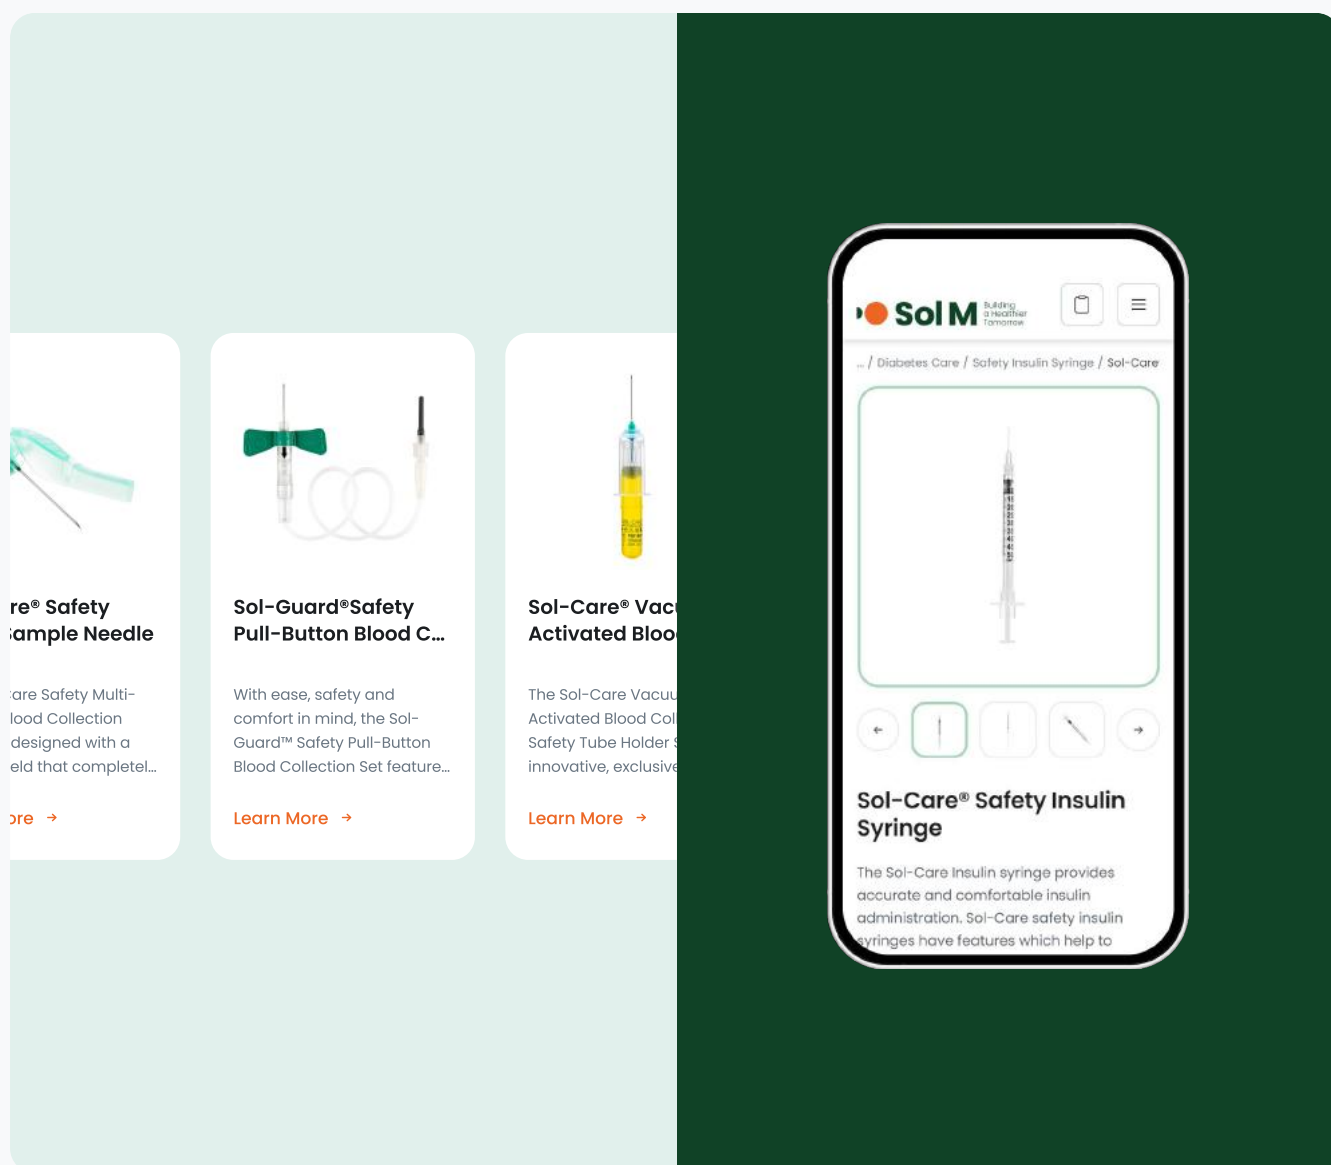 re® Safety
Sample Needle
are Safety Multi-
lood Collection
designed with a
eld that completel...
ore →
Sol-Guard®Safety
Pull-Button Blood C...
With ease, safety and
comfort in mind, the Sol-
Guard™ Safety Pull-Button
Blood Collection Set feature...
Learn More →
Sol-Care® Vacu
Activated Bloo
The Sol-Care Vacuu
Activated Blood Coll
Safety Tube Holder S
innovative, exclusive
Learn More →
Sol M
Building
a Healthier
Tomorrow
... / Diabetes Care / Safety Insulin Syringe / Sol-Care
Sol-Care® Safety Insulin
Syringe
The Sol-Care Insulin syringe provides
accurate and comfortable insulin
administration. Sol-Care safety insulin
syringes have features which help to